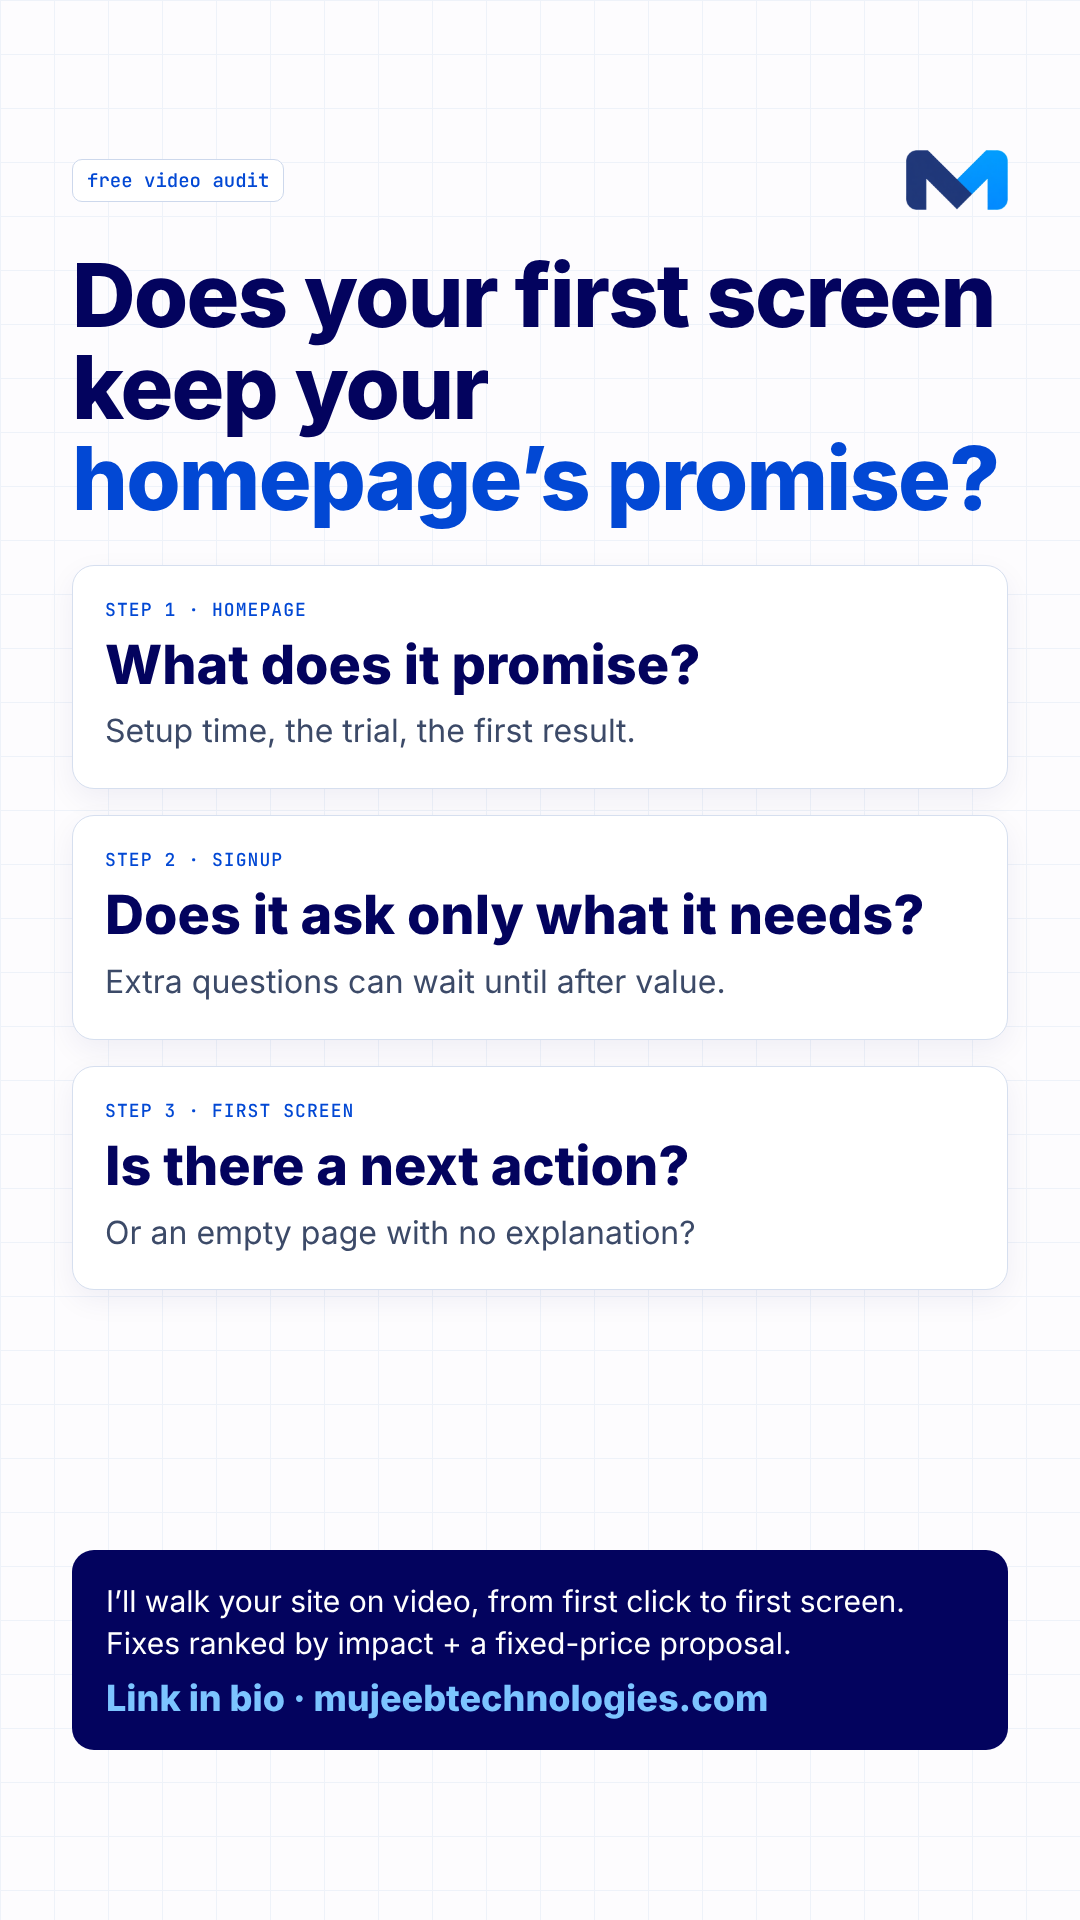 free video audit
Does your first screen
keep your
homepage’s promise?
STEP 1 · HOMEPAGE
What does it promise?
Setup time, the trial, the first result.
STEP 2 · SIGNUP
Does it ask only what it needs?
Extra questions can wait until after value.
STEP 3 · FIRST SCREEN
Is there a next action?
Or an empty page with no explanation?
I’ll walk your site on video, from first click to first screen.
Fixes ranked by impact + a fixed-price proposal.
Link in bio · mujeebtechnologies.com